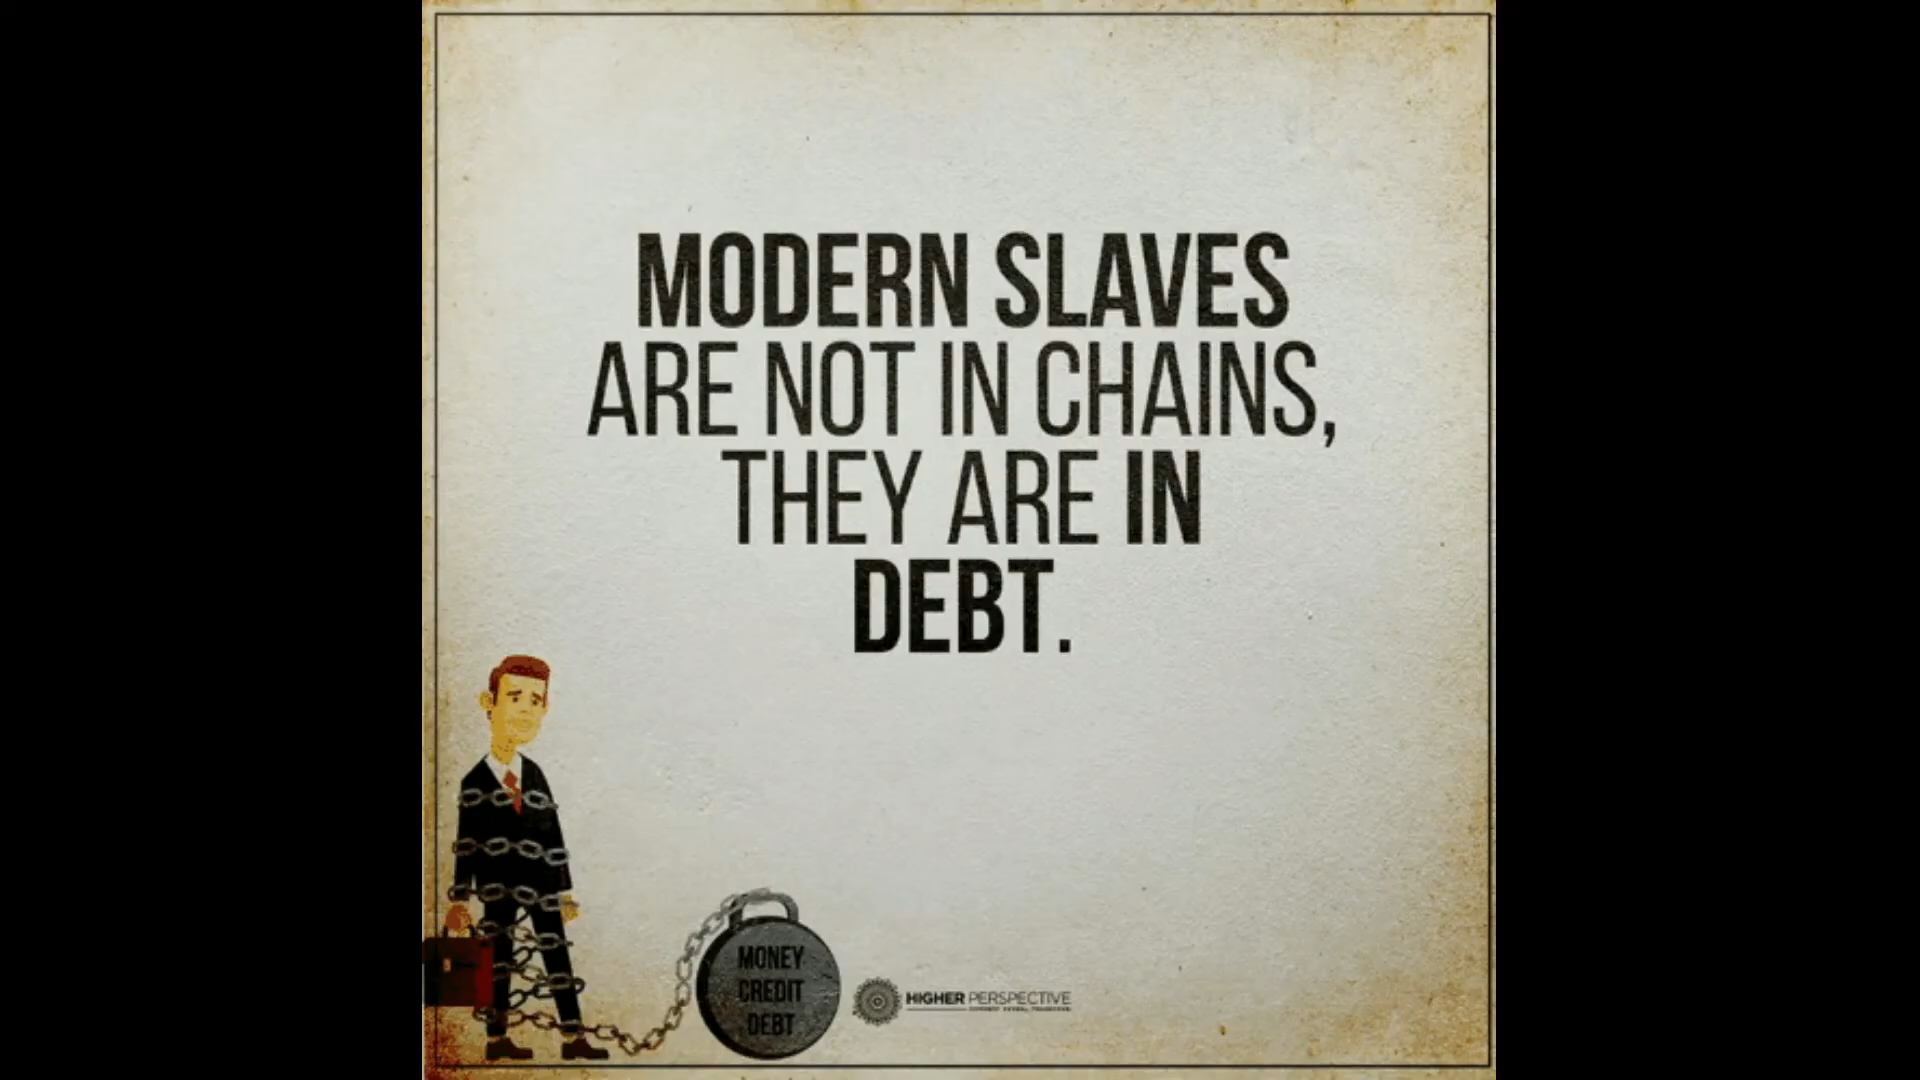 MODERN SLAVES
ARE NOT IN CHAINS,
THEY ARE IN
DEBT.
MONEY
CREDIT
DEBT
HIGHER PERSPECTIVE